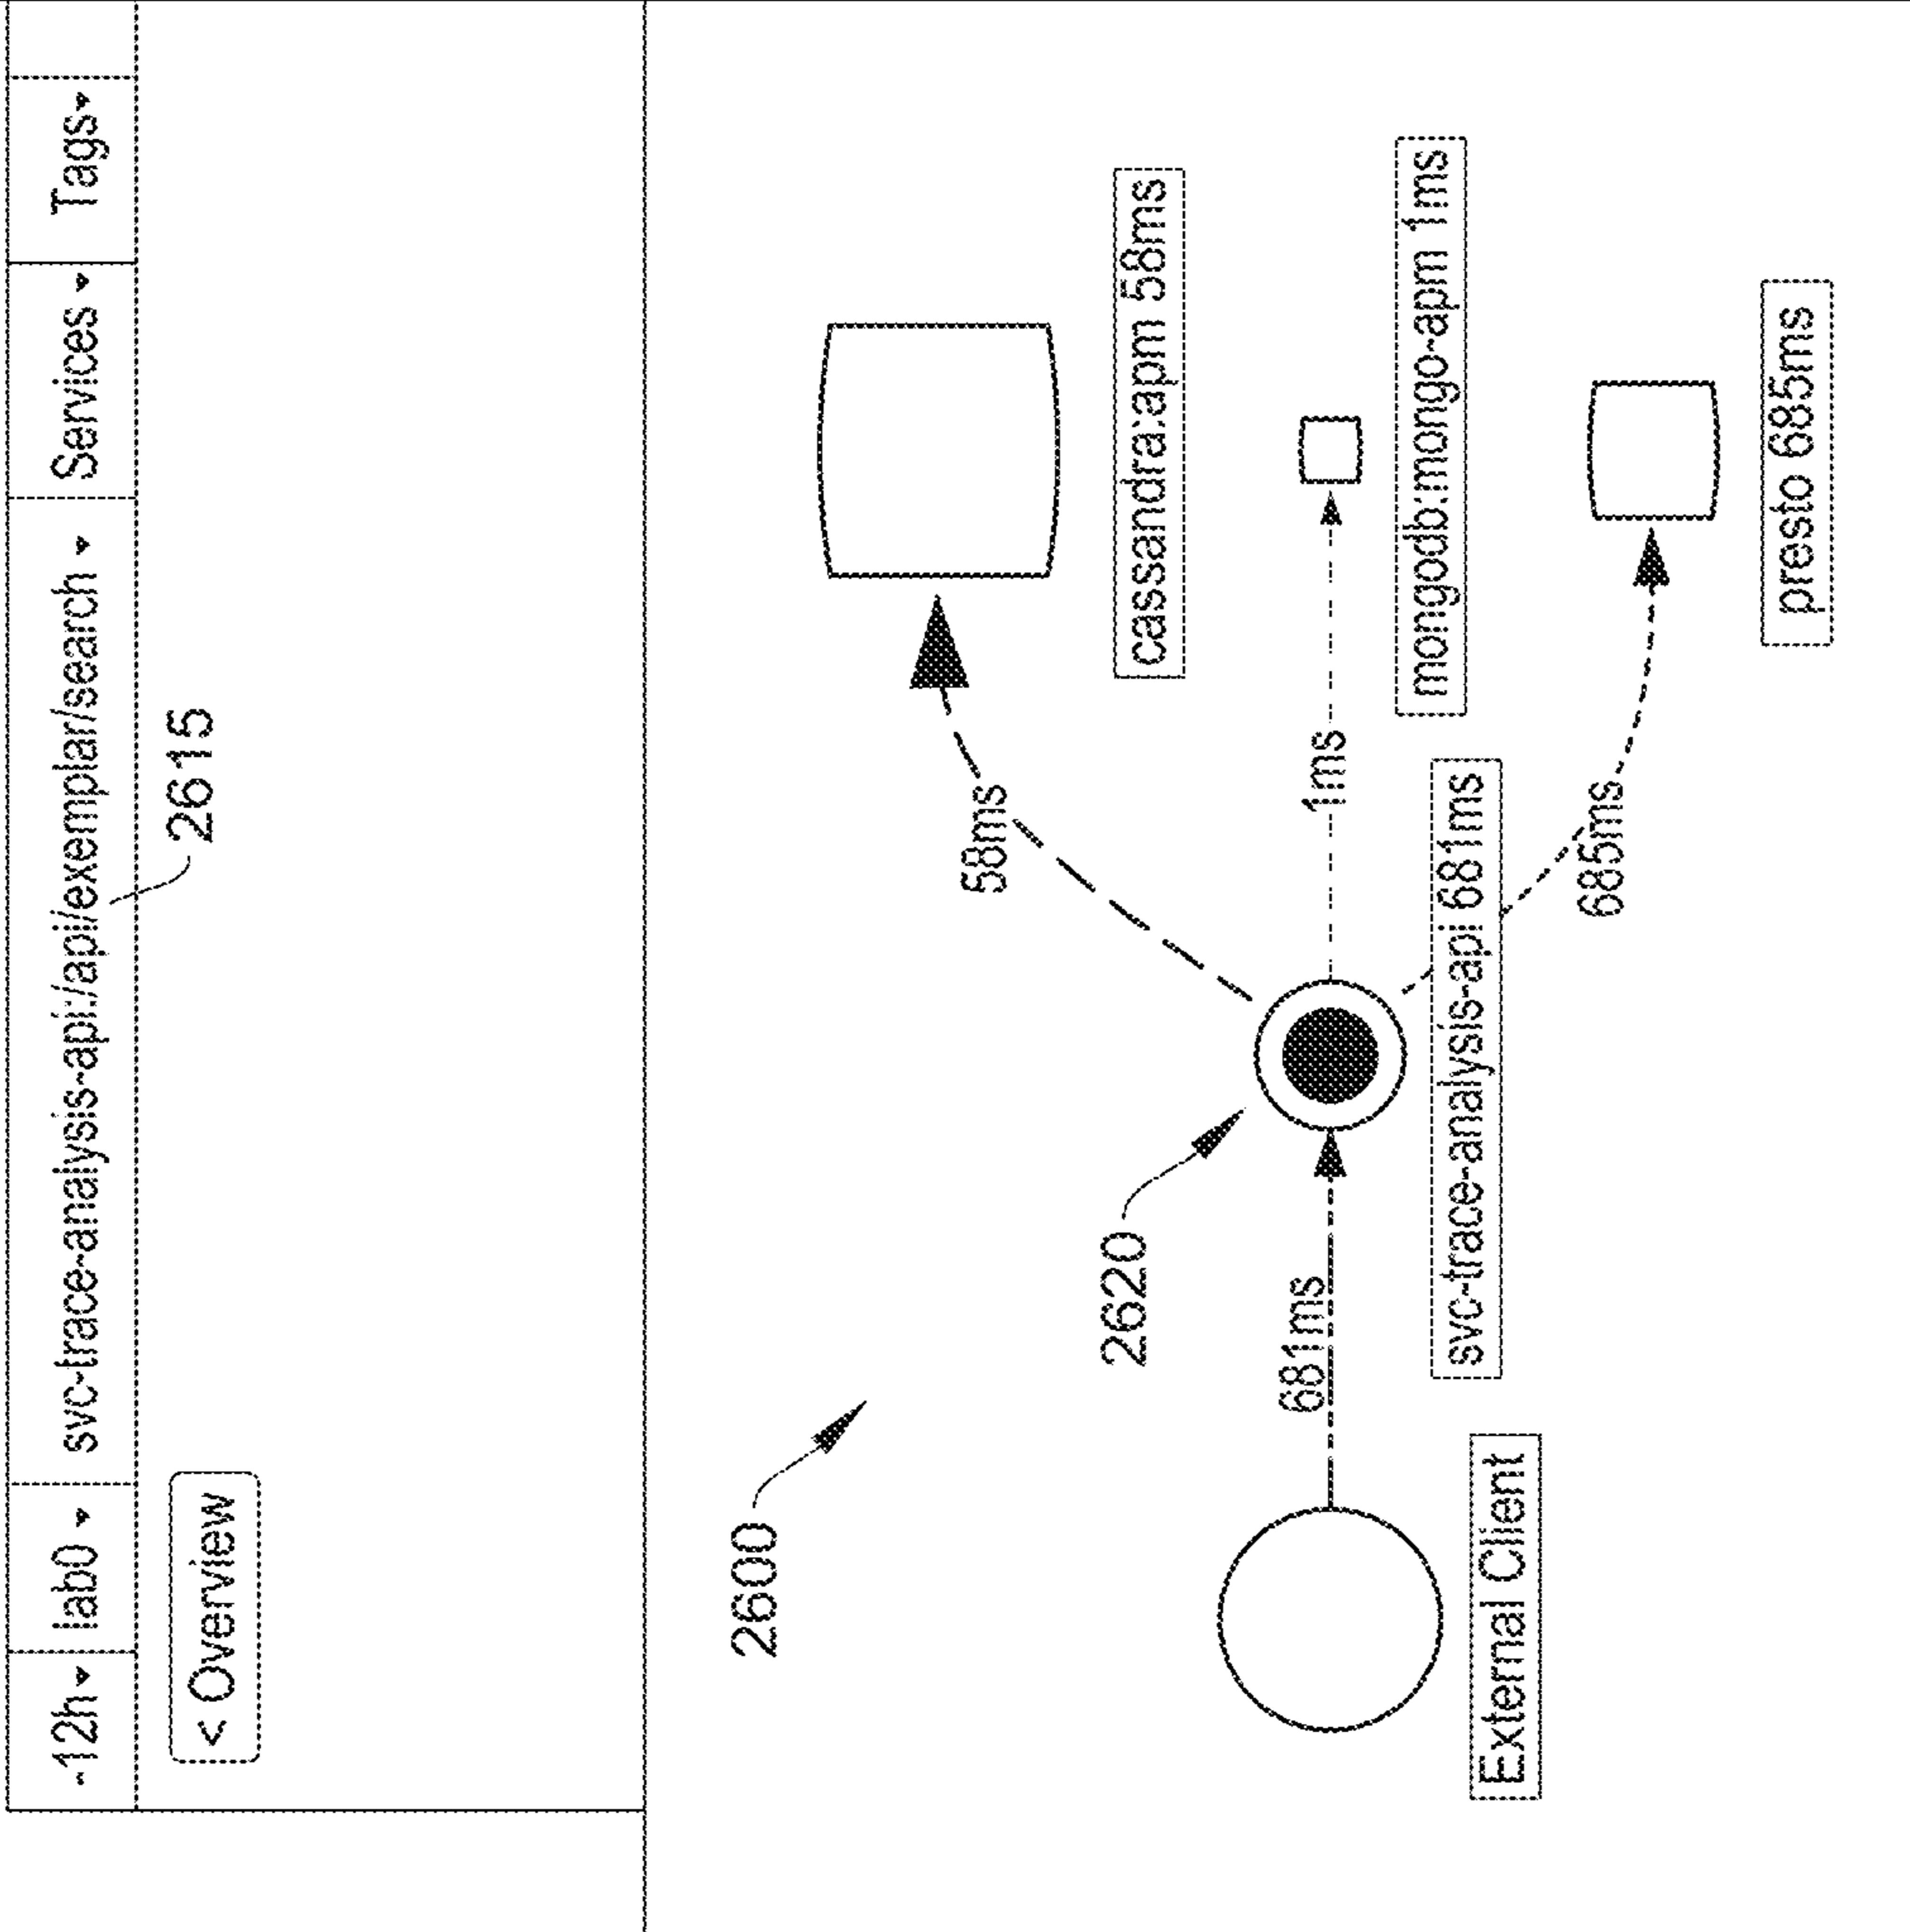 -12h
lab0
svc-trace-analysis-api:/api/exemplar/search
Services
Tags
2615
< Overview
2600
58ms
cassandra:apm 58ms
2620
681ms
1ms
mongodb:mongo-apm 1ms
svc-trace-analysis-api 681ms
External Client
685ms
presto 685ms